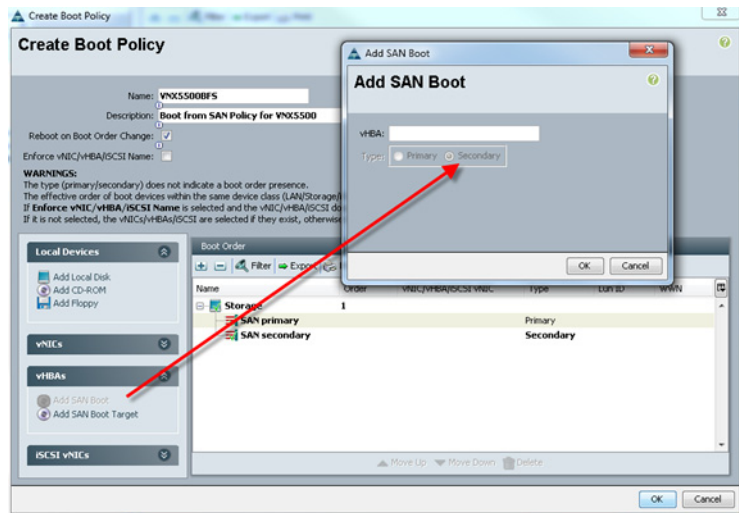 Create Boot Policy
Create Boot Policy
Name: VNX5500BFS
Description: Boot from SAN Policy for VNX5500
Reboot on Boot Order Change:
Enforce vNIC/vHBA/iSCSI Name:
WARNINGS:
The type (primary/secondary) does not indicate a boot order presence.
The effective order of boot devices within the same device class (LAN/Storage/
If Enforce vNIC/vHBA/iSCSI Name is selected and the vNIC/vHBA/iSCSI do
If it is not selected, the vNICs/vHBAs/iSCSI are selected if they exist, otherwise
Add SAN Boot
Add SAN Boot
vHBA:
Type: Primary Secondary
OK Cancel
Local Devices
Add Local Disk
Add CD-ROM
Add Floppy
vNICs
vHBAs
Add SAN Boot
Add SAN Boot Target
iSCSI vNICs
Boot Order
Filter Export
Name Order vNIC/vHBA/iSCSI vNIC Type Lun ID WWN
Storage 1
SAN primary Primary
SAN secondary Secondary
Move Up Move Down Delete
OK Cancel